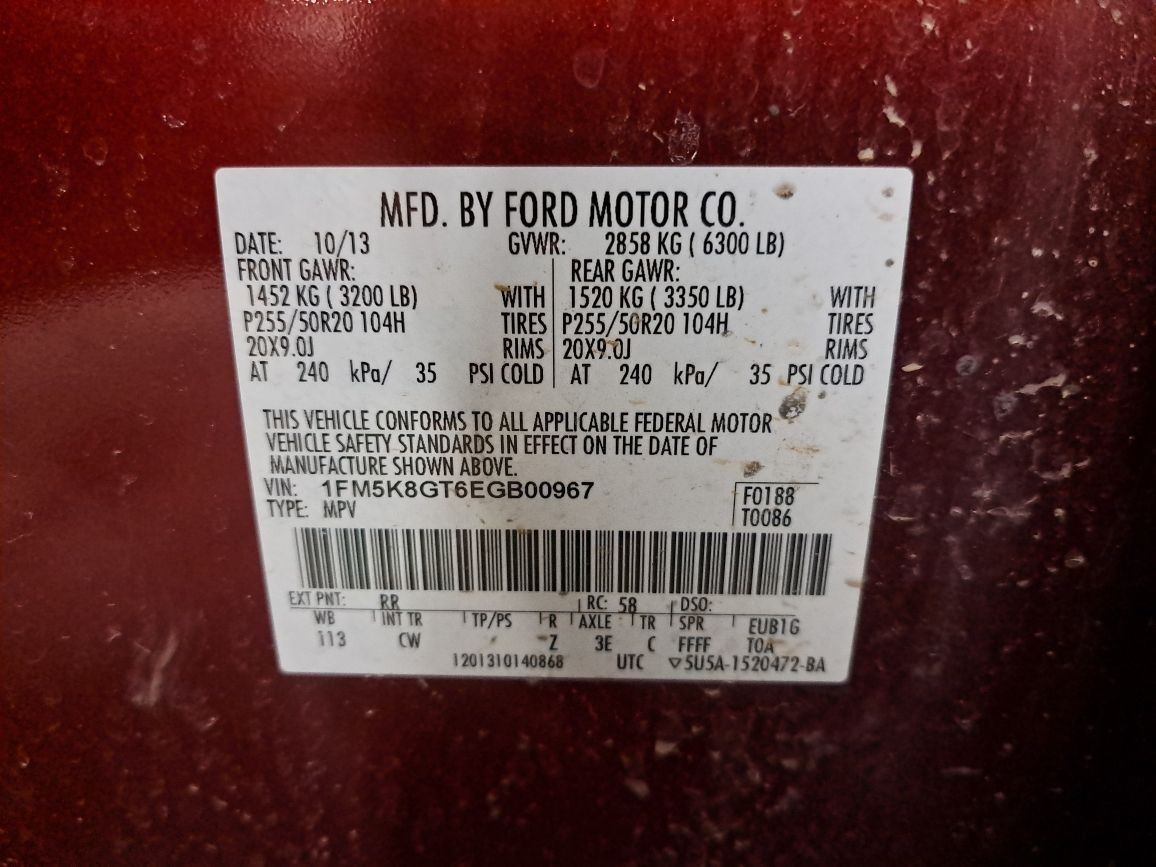 MFD. BY FORD MOTOR CO.
DATE: 10/13 GVWR: 2858 KG ( 6300 LB)
FRONT GAWR: REAR GAWR:
1452 KG ( 3200 LB) WITH 1520 KG ( 3350 LB) WITH
P255/50R20 104H TIRES P255/50R20 104H TIRES
20X9.0J RIMS 20X9.0J RIMS
AT 240 kPa/ 35 PSI COLD AT 240 kPa/ 35 PSI COLD
THIS VEHICLE CONFORMS TO ALL APPLICABLE FEDERAL MOTOR
VEHICLE SAFETY STANDARDS IN EFFECT ON THE DATE OF
MANUFACTURE SHOWN ABOVE.
VIN: 1FM5K8GT6EGB00967 F0188
TYPE: MPV T0086
EXT PNT: RR RC: 58 DSO:
WB INT TR TP/PS R AXLE TR SPR EUB1G
113 CW Z 3E C FFFF TOA
1201310140868 UTC ▽5U5A-1520472-BA